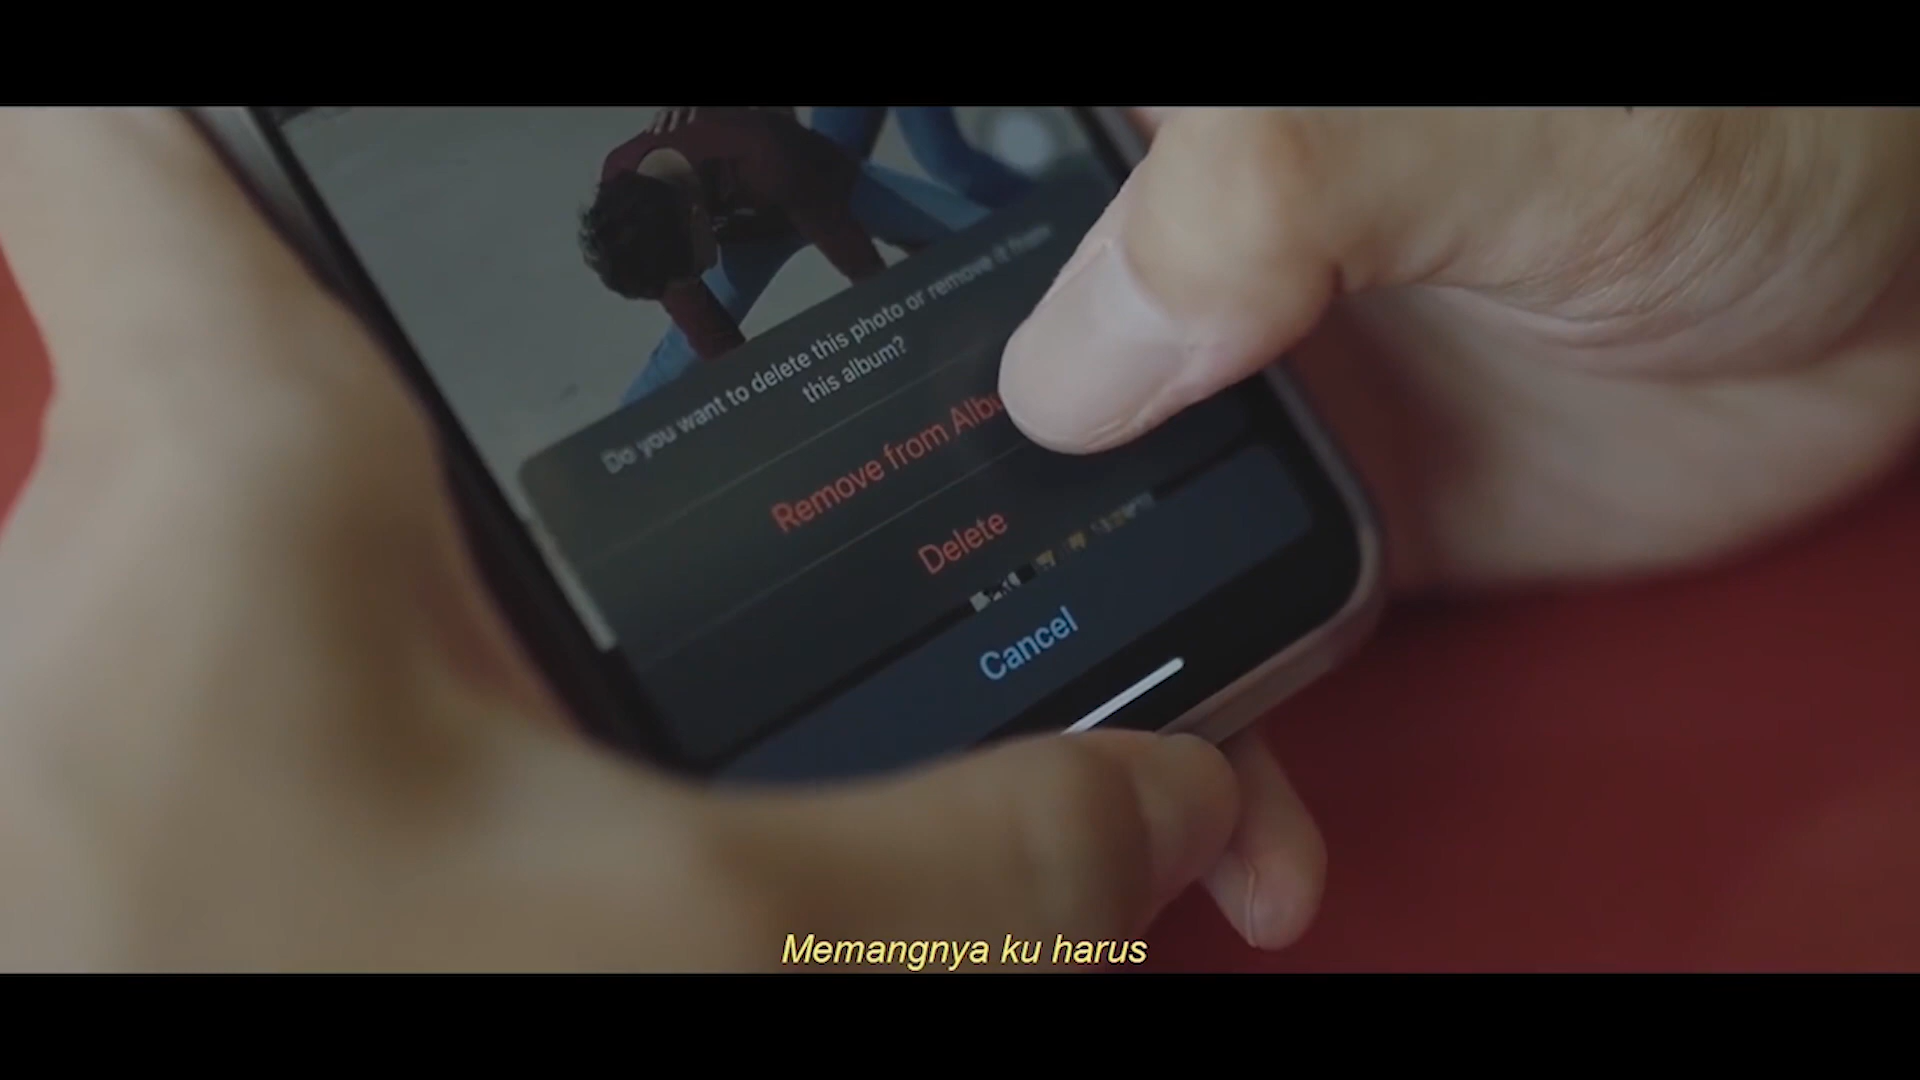 Do you want to delete this photo or remove it from
this album?
Remove from
Delete
Cancel
Memangnya ku harus